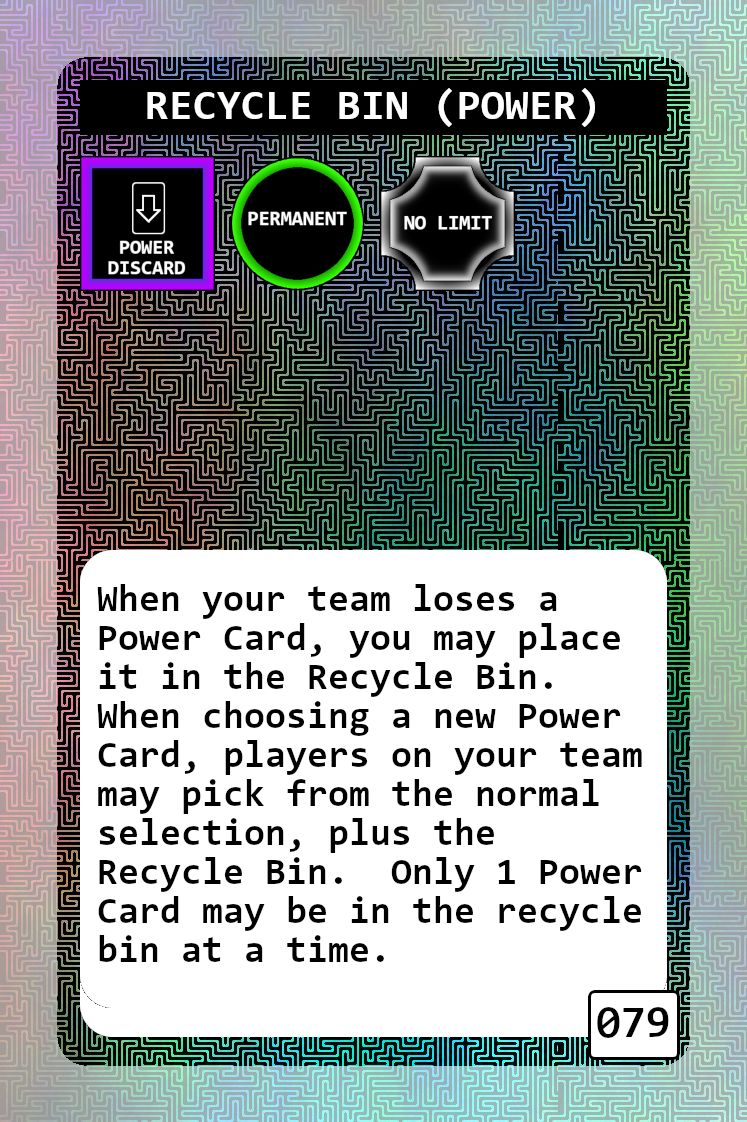 RECYCLE BIN (POWER)
POWER
DISCARD
PERMANENT
NO LIMIT
When your team loses a
Power Card, you may place
it in the Recycle Bin.
When choosing a new Power
Card, players on your team
may pick from the normal
selection, plus the
Recycle Bin.  Only 1 Power
Card may be in the recycle
bin at a time.
079